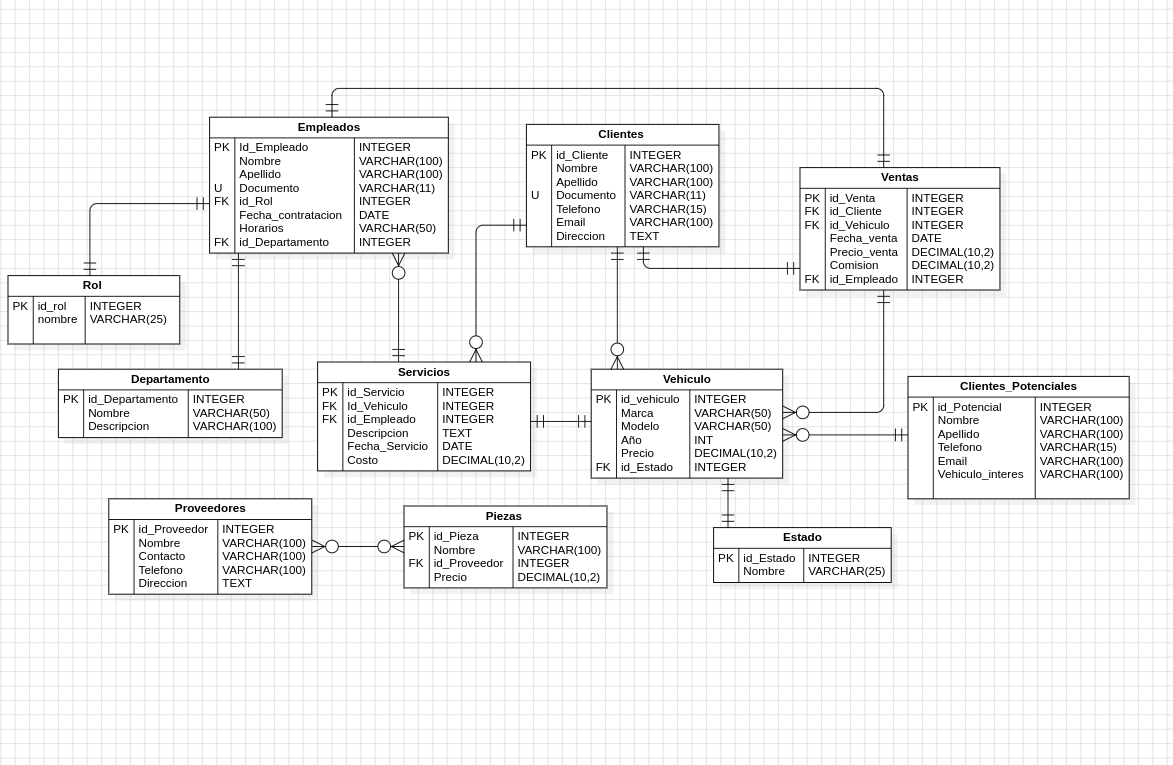 Empleados
PK Id_Empleado INTEGER
Nombre VARCHAR(100)
Apellido VARCHAR(100)
U Documento VARCHAR(11)
FK id_Rol INTEGER
Fecha_contratacion DATE
Horarios VARCHAR(50)
FK id_Departamento INTEGER
Clientes
PK id_Cliente INTEGER
Nombre VARCHAR(100)
Apellido VARCHAR(100)
U Documento VARCHAR(11)
Telefono VARCHAR(15)
Email VARCHAR(100)
Direccion TEXT
Ventas
PK id_Venta INTEGER
FK id_Cliente INTEGER
FK id_Vehiculo INTEGER
Fecha_venta DATE
Precio_venta DECIMAL(10,2)
Comision DECIMAL(10,2)
FK id_Empleado INTEGER
Rol
PK id_rol INTEGER
nombre VARCHAR(25)
Departamento
PK id_Departamento INTEGER
Nombre VARCHAR(50)
Descripcion VARCHAR(100)
Servicios
PK id_Servicio INTEGER
FK Id_Vehiculo INTEGER
FK id_Empleado INTEGER
Descripcion TEXT
Fecha_Servicio DATE
Costo DECIMAL(10,2)
Vehiculo
PK id_vehiculo INTEGER
Marca VARCHAR(50)
Modelo VARCHAR(50)
Año INT
Precio DECIMAL(10,2)
FK id_Estado INTEGER
Clientes_Potenciales
PK id_Potencial INTEGER
Nombre VARCHAR(100)
Apellido VARCHAR(100)
Telefono VARCHAR(15)
Email VARCHAR(100)
Vehiculo_interes VARCHAR(100)
Proveedores
PK id_Proveedor INTEGER
Nombre VARCHAR(100)
Contacto VARCHAR(100)
Telefono VARCHAR(100)
Direccion TEXT
Piezas
PK id_Pieza INTEGER
Nombre VARCHAR(100)
FK id_Proveedor INTEGER
Precio DECIMAL(10,2)
Estado
PK id_Estado INTEGER
Nombre VARCHAR(25)